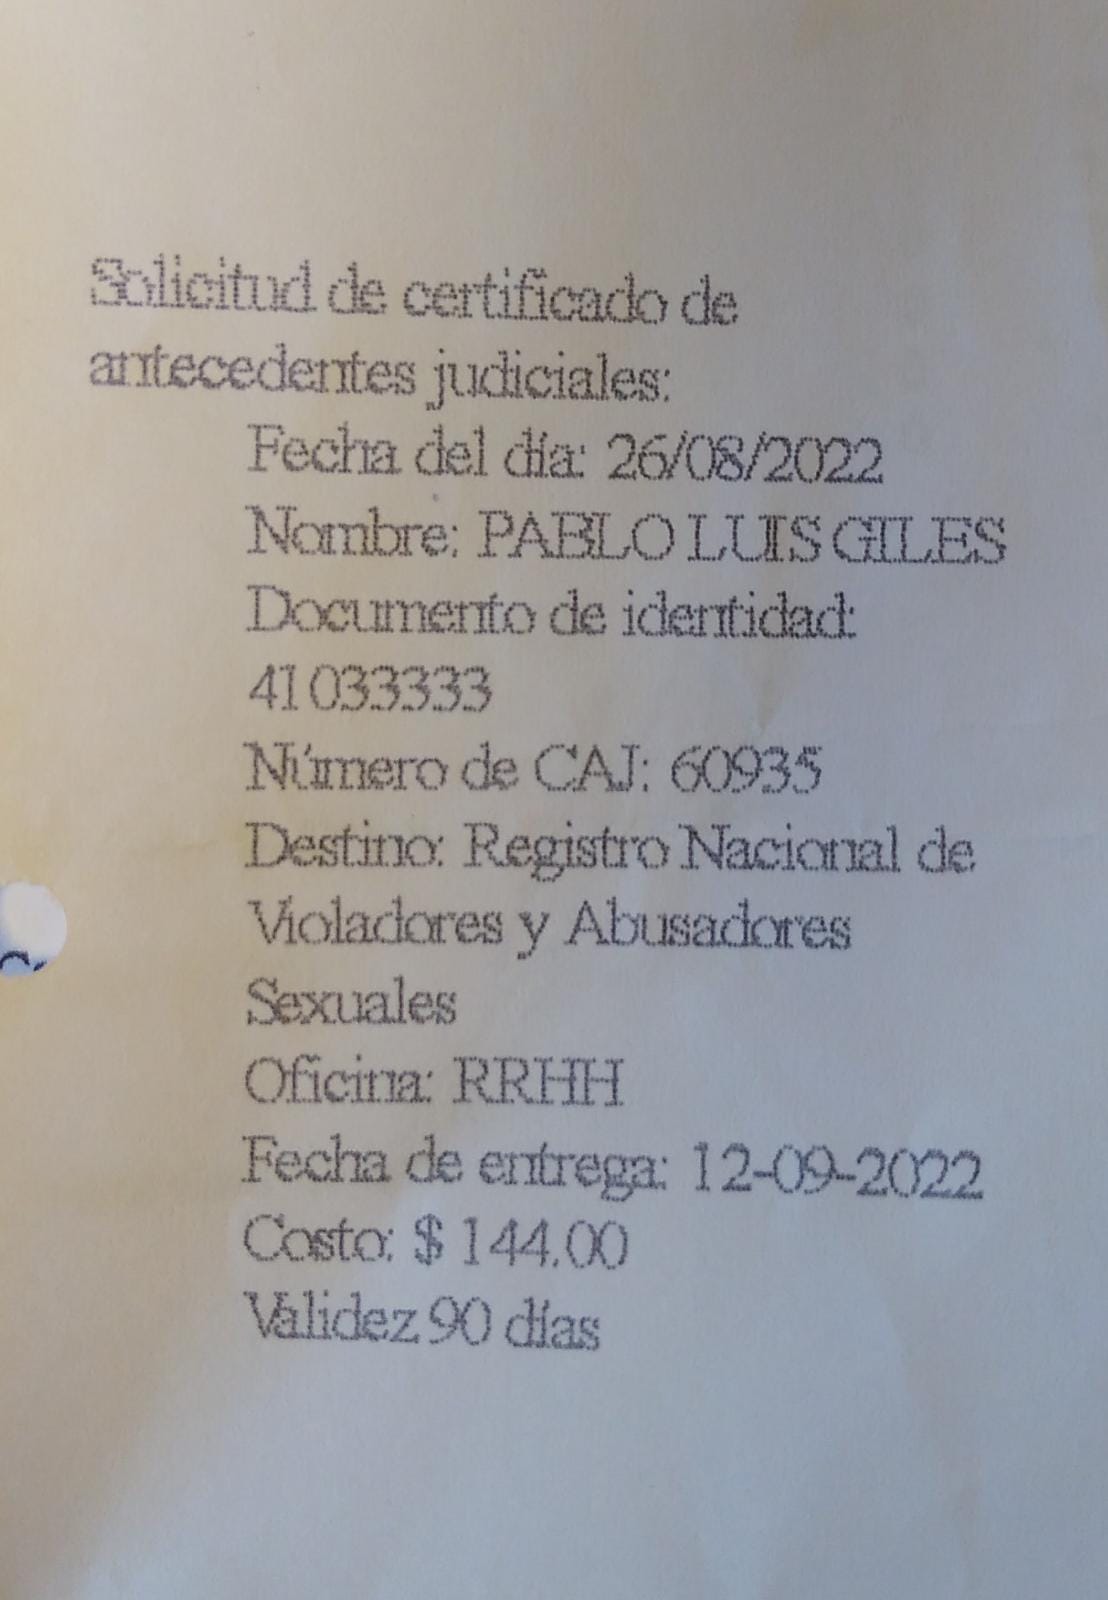 Solicitud de certificado de
antecedentes judiciales:
Fecha del día: 26/08/2022
Nombre: PABLO LUIS GILES
Documento de identidad:
41033333
Número de CAJ: 60935
Destino: Registro Nacional de
Violadores y Abusadores
Sexuales
Oficina: RRHH
Fecha de entrega: 12-09-2022
Costo: $ 144.00
Validez 90 días